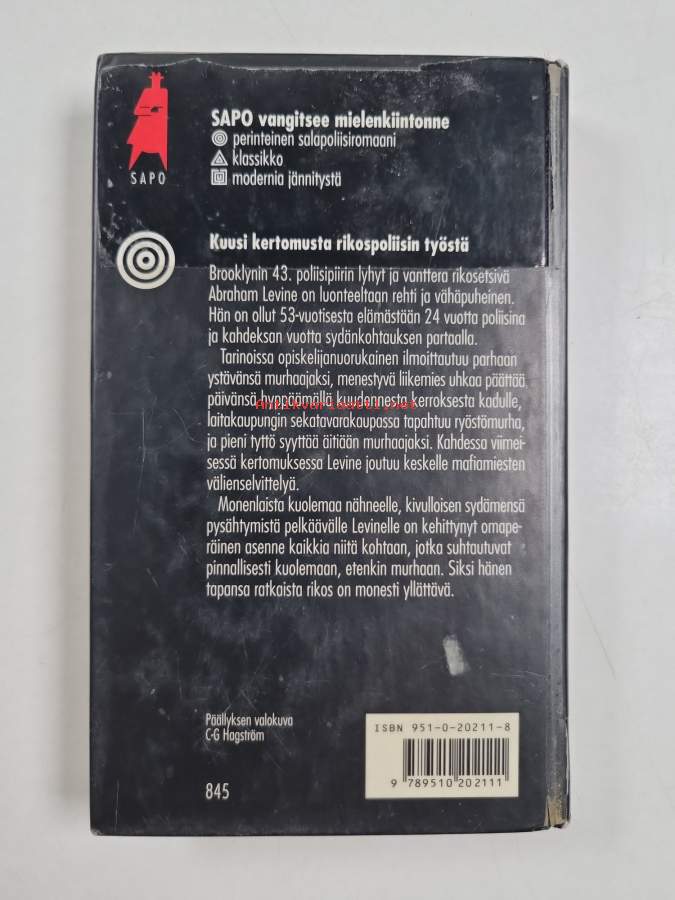 SAPO
SAPO vangitsee mielenkiintonne
perinteinen salapoliisiromaani
klassikko
modernia jännitystä
Kuusi kertomusta rikospoliisin työstä
Brooklynin 43. poliisipiirin lyhyt ja vanttera rikosetsivä
Abraham Levine on luonteeltaan rehti ja vähäpuheinen.
Hän on ollut 53-vuotisesta elämästään 24 vuotta poliisina
ja kahdeksan vuotta sydänkohtauksen partaalla.
Tarinoissa opiskelijanuorukainen ilmoittautuu parhaan
ystävänsä murhaajaksi, menestyvä liikemies uhkaa päättää
päivänsä hyppäämällä kuudennesta kerroksesta kadulle,
Antikvariaatti.net
laitakaupungin sekatavarakaupassa tapahtuu ryöstömurha,
ja pieni tyttö syyttää äitiään murhaajaksi. Kahdessa viimei-
sessä kertomuksessa Levine joutuu keskelle mafiamiesten
välienselvittelyä.
Monenlaista kuolemaa nähneelle, kivulloisen sydämensä
pysähtymistä pelkäävälle Levinelle on kehittynyt omape-
räinen asenne kaikkia niitä kohtaan, jotka suhtautuvat
pinnallisesti kuolemaan, etenkin murhaan. Siksi hänen
tapansa ratkaista rikos on monesti yllättävä.
Päällyksen valokuva
C-G Hagström
845
ISBN 951-0-20211-8
9 789510 202111